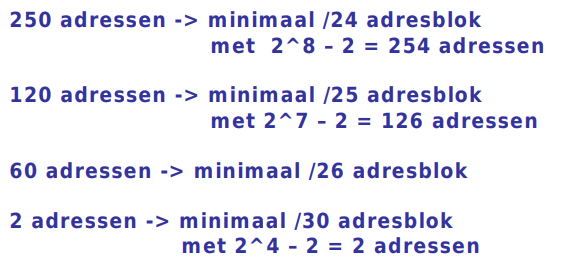 250 adressen -> minimaal /24 adresblok
met 2^8 – 2 = 254 adressen
120 adressen -> minimaal /25 adresblok
met 2^7 – 2 = 126 adressen
60 adressen -> minimaal /26 adresblok
2 adressen -> minimaal /30 adresblok
met 2^4 – 2 = 2 adressen